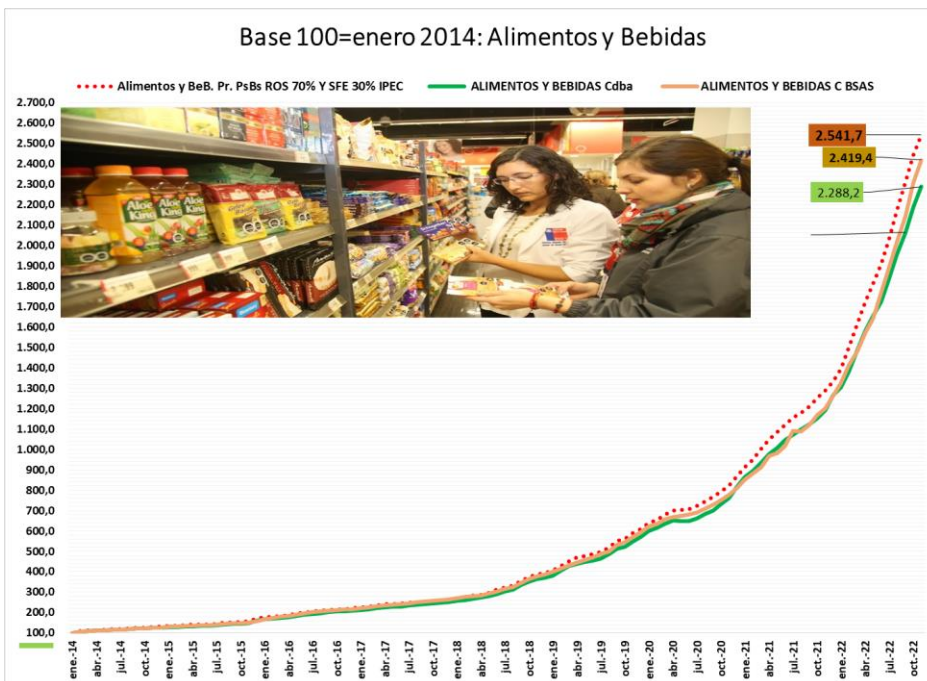 Base 100=enero 2014: Alimentos y Bebidas
Alimentos y BeB. Pr. PsBs ROS 70% Y SFE 30% IPEC
ALIMENTOS Y BEBIDAS Cdba
ALIMENTOS Y BEBIDAS C BSAS
2.700,0
2.600,0
2.500,0
2.400,0
2.300,0
2.200,0
2.100,0
2.000,0
1.900,0
1.800,0
1.700,0
1.600,0
1.500,0
1.400,0
1.300,0
1.200,0
1.100,0
1.000,0
900,0
800,0
700,0
600,0
500,0
400,0
300,0
200,0
100,0
Aloe King
Aloe King
Aloe King
2.541,7
2.419,4
2.288,2
ene.-14
abr.-14
jul.-14
oct.-14
ene.-15
abr.-15
jul.-15
oct.-15
ene.-16
abr.-16
jul.-16
oct.-16
ene.-17
abr.-17
jul.-17
oct.-17
ene.-18
abr.-18
jul.-18
oct.-18
ene.-19
abr.-19
jul.-19
oct.-19
ene.-20
abr.-20
jul.-20
oct.-20
ene.-21
abr.-21
jul.-21
oct.-21
ene.-22
abr.-22
jul.-22
oct.-22